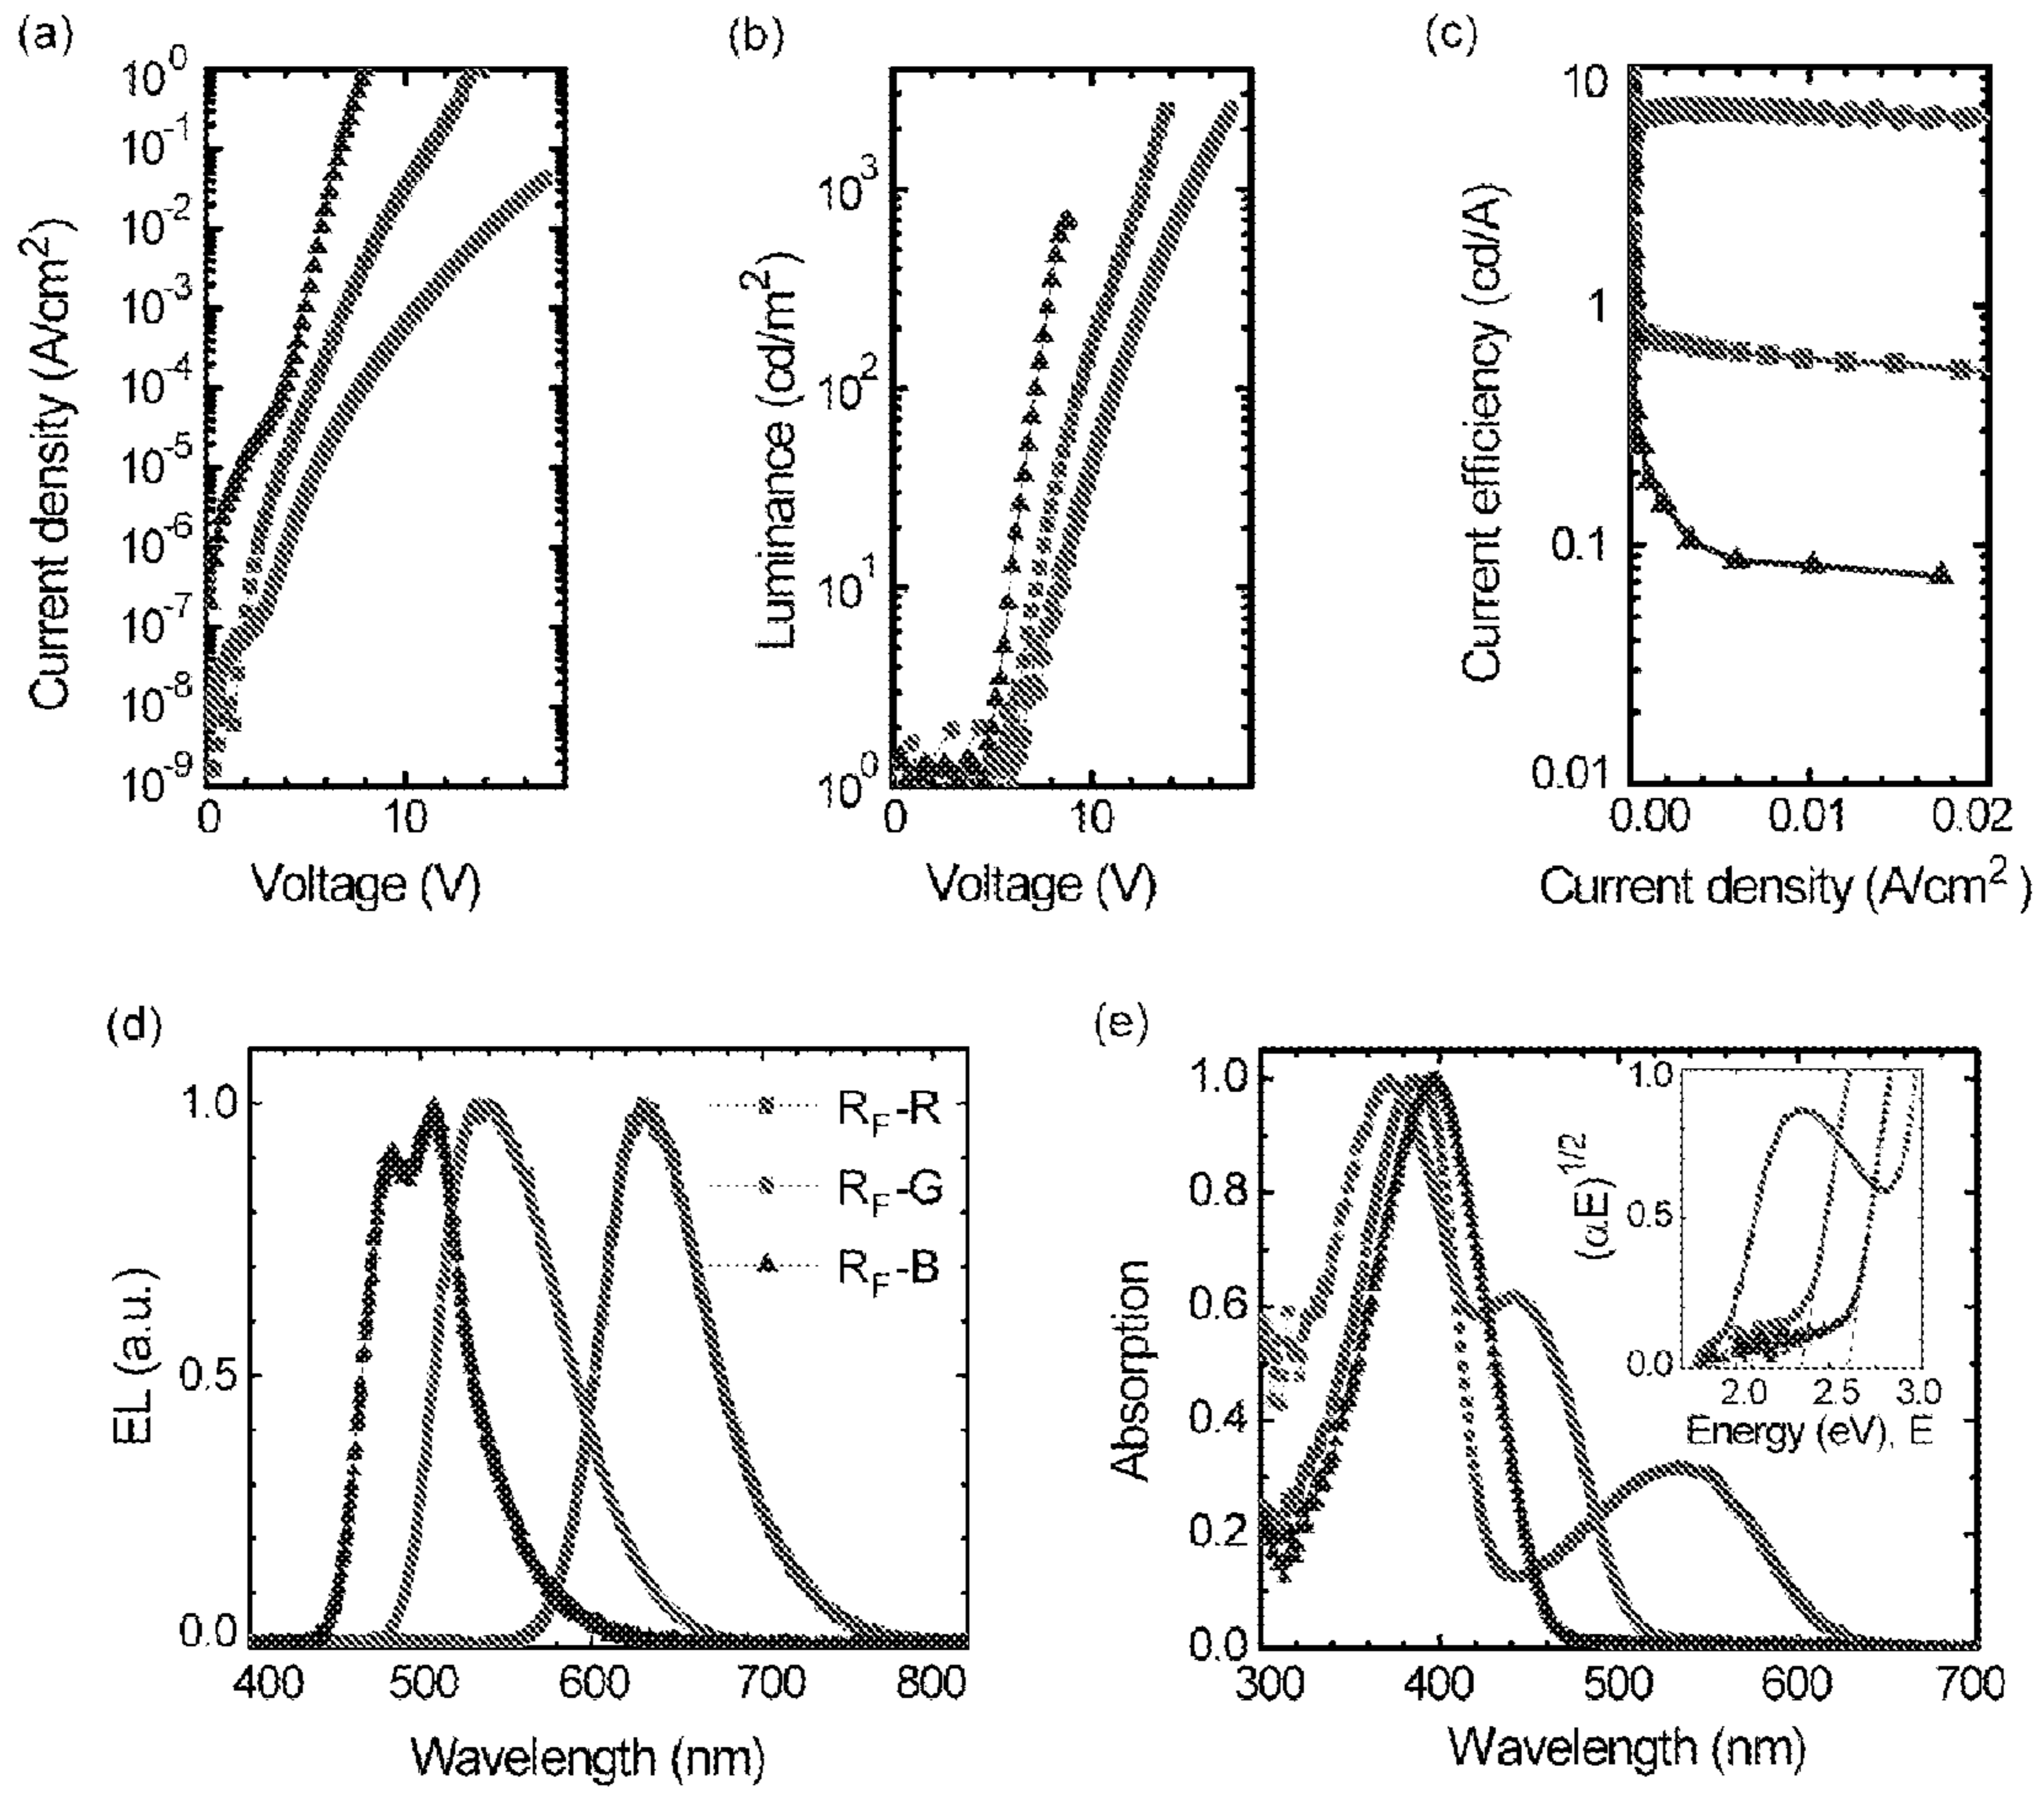 (a)
10^0
10^-1
10^-2
10^-3
10^-4
10^-5
10^-6
10^-7
10^-8
10^-9
Current density (A/cm^2)
0 10
Voltage (V)
(b)
10^3
10^2
10^1
10^0
Luminance (cd/m^2)
0 10
Voltage (V)
(c)
10
1
0.1
0.01
Current efficiency (cd/A)
0.00 0.01 0.02
Current density (A/cm^2)
(d)
1.0
0.5
0.0
EL (a.u.)
R_F-R
R_F-G
R_F-B
400 500 600 700 800
Wavelength (nm)
(e)
1.0
0.8
0.6
0.4
0.2
0.0
Absorption
1.0
0.5
0.0
(αE)^1/2
2.0 2.5 3.0
Energy (eV), E
300 400 500 600 700
Wavelength (nm)